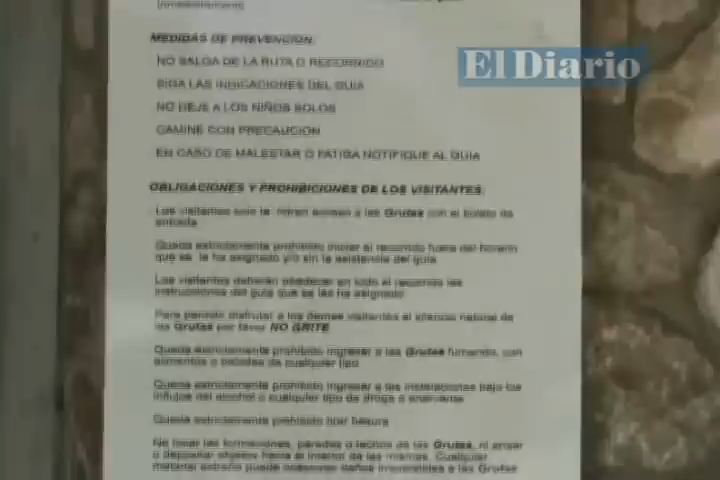 MEDIDAS DE PREVENCION:
El Diario
NO SALGA DE LA RUTA O RECORRIDO
SIGA LAS INDICACIONES DEL GUIA
NO DEJE A LOS NIÑOS SOLOS
CAMINE CON PRECAUCION
EN CASO DE MALESTAR O FATIGA NOTIFIQUE AL GUIA
OBLIGACIONES Y PROHIBICIONES DE LOS VISITANTES:
Los visitantes solo tendran acceso a las Grutas con el boleto de
entrada
Queda estrictamente prohibido iniciar el recorrido fuera del horario
que se le ha asignado y/o sin la asistencia del guia
Los visitantes deberán obedecer en todo el recorrido las
instrucciones del guia que se les ha asignado
Para permitir disfrutar a los demas visitantes el silencio natural de
las Grutas por favor NO GRITE
Queda estrictamente prohibido ingresar a las Grutas fumando, con
alimentos o bebidas de cualquier tipo
Queda estrictamente prohibido ingresar a las instalaciones bajo los
influjos del alcohol o cualquier tipo de droga o enervante
Queda estrictamente prohibido tirar basura
No tocar las formaciones, paredes o techos de las Grutas, ni
o depositar objetos hacia el interior de las mismas. Cualquier
material extraño puede ocasionar daños irreversibles a las Grutas